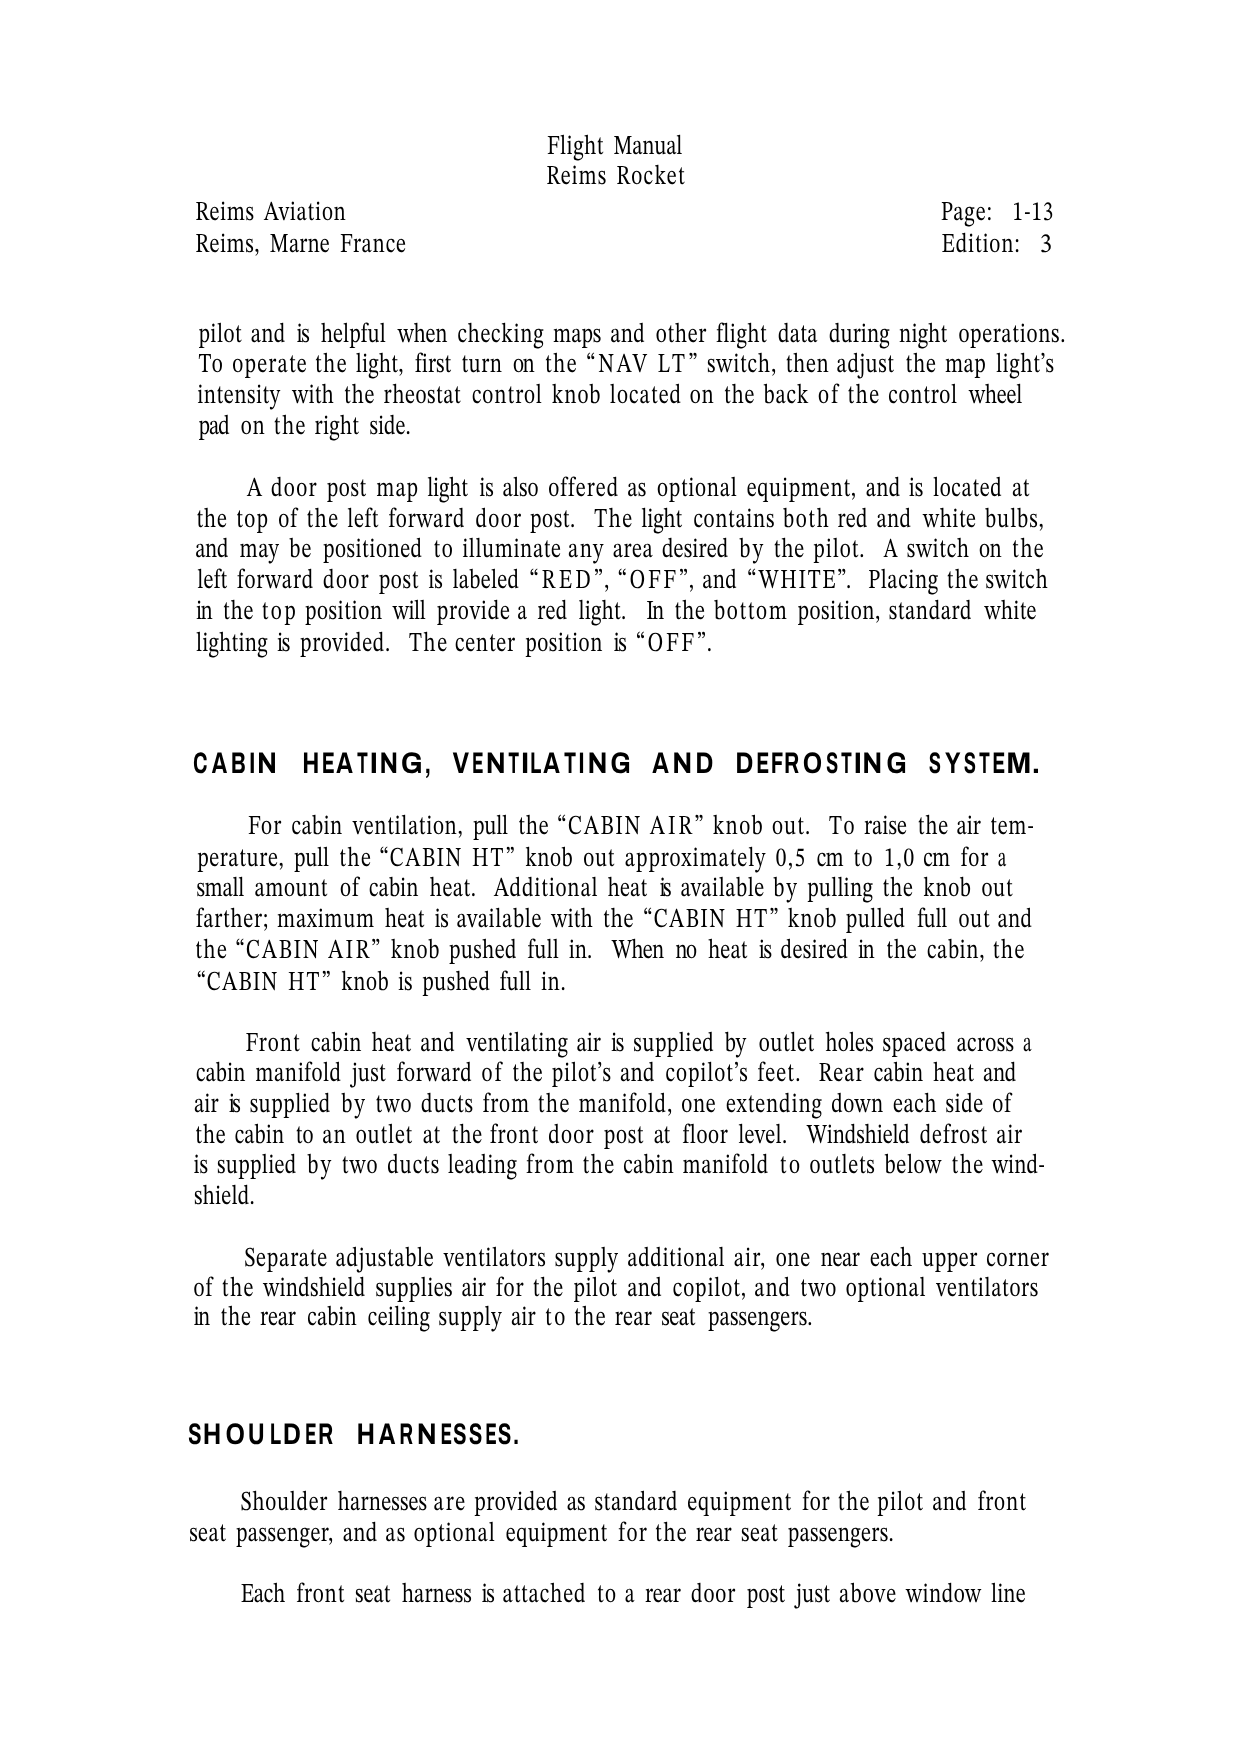 Flight Manual
Reims Rocket
Reims Aviation
Page: 1-13
Reims, Marne France
Edition: 3
pilot and is helpful when checking maps and other flight data during night operations.
To operate the light, first turn on the “NAV LT” switch, then adjust the map light’s
intensity with the rheostat control knob located on the back of the control wheel
pad on the right side.
A door post map light is also offered as optional equipment, and is located at
the top of the left forward door post. The light contains both red and white bulbs,
and may be positioned to illuminate any area desired by the pilot. A switch on the
left forward door post is labeled “RED”, “OFF”, and “WHITE”. Placing the switch
in the top position will provide a red light. In the bottom position, standard white
lighting is provided. The center position is “OFF”.
CABIN HEATING, VENTILATING AND DEFROSTING SYSTEM.
For cabin ventilation, pull the “CABIN AIR” knob out. To raise the air tem-
perature, pull the “CABIN HT” knob out approximately 0,5 cm to 1,0 cm for a
small amount of cabin heat. Additional heat is available by pulling the knob out
farther; maximum heat is available with the “CABIN HT” knob pulled full out and
the “CABIN AIR” knob pushed full in. When no heat is desired in the cabin, the
“CABIN HT” knob is pushed full in.
Front cabin heat and ventilating air is supplied by outlet holes spaced across a
cabin manifold just forward of the pilot’s and copilot’s feet. Rear cabin heat and
air is supplied by two ducts from the manifold, one extending down each side of
the cabin to an outlet at the front door post at floor level. Windshield defrost air
is supplied by two ducts leading from the cabin manifold to outlets below the wind-
shield.
Separate adjustable ventilators supply additional air, one near each upper corner
of the windshield supplies air for the pilot and copilot, and two optional ventilators
in the rear cabin ceiling supply air to the rear seat passengers.
SHOULDER HARNESSES.
Shoulder harnesses are provided as standard equipment for the pilot and front
seat passenger, and as optional equipment for the rear seat passengers.
Each front seat harness is attached to a rear door post just above window line